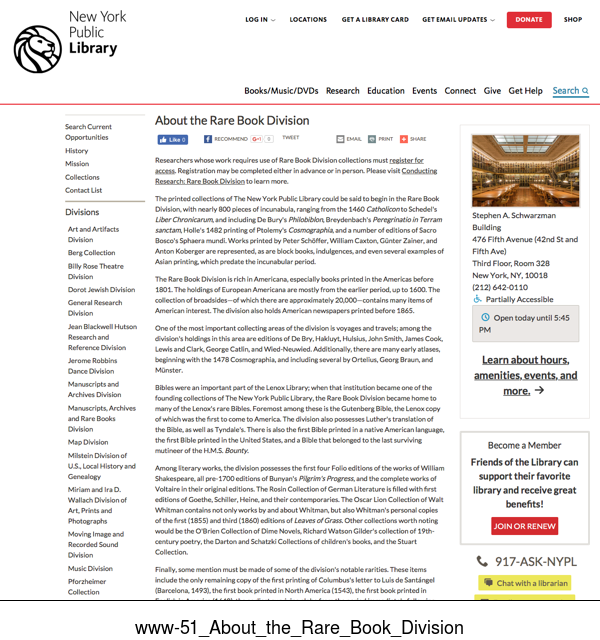 New York
Public
Library
LOG IN
LOCATIONS
GET A LIBRARY CARD
GET EMAIL UPDATES
DONATE
SHOP
Books/Music/DVDs Research Education Events Connect Give Get Help Search
Search Current
Opportunities
History
Mission
Collections
Contact List
Divisions
Art and Artifacts
Division
Berg Collection
Billy Rose Theatre
Division
Dorot Jewish Division
General Research
Division
Jean Blackwell Hutson
Research and
Reference Division
Jerome Robbins
Dance Division
Manuscripts and
Archives Division
Manuscripts, Archives
and Rare Books
Division
Map Division
Milstein Division of
U.S., Local History and
Genealogy
Miriam and Ira D.
Wallach Division of
Art, Prints and
Photographs
Moving Image and
Recorded Sound
Division
Music Division
Pforzheimer
Collection
About the Rare Book Division
Like 0
RECOMMEND
G+1 0
TWEET
EMAIL
PRINT
SHARE
Researchers whose work requires use of Rare Book Division collections must register for
access. Registration may be completed either in advance or in person. Please visit Conducting
Research: Rare Book Division to learn more.
The printed collections of The New York Public Library could be said to begin in the Rare Book
Division, with nearly 800 pieces of incunabula, ranging from the 1460 Catholicon to Schedel's
Liber Chronicarum, and including De Bury's Philobiblon, Breydenbach's Peregrinatio in Terram
sanctam, Holle's 1482 printing of Ptolemy's Cosmographia, and a number of editions of Sacro
Bosco's Sphaera mundi. Works printed by Peter Schöffer, William Caxton, Günter Zainer, and
Anton Koberger are represented, as are block books, indulgences, and even several examples of
Asian printing, which predate the incunabular period.
The Rare Book Division is rich in Americana, especially books printed in the Americas before
1801. The holdings of European Americana are mostly from the earlier period, up to 1600. The
collection of broadsides—of which there are approximately 20,000—contains many items of
American interest. The division also holds American newspapers printed before 1865.
One of the most important collecting areas of the division is voyages and travels; among the
division's holdings in this area are editions of De Bry, Hakluyt, Hulsius, John Smith, James Cook,
Lewis and Clark, George Catlin, and Wied-Neuwied. Additionally, there are many early atlases,
beginning with the 1478 Cosmographia, and including several by Ortelius, Georg Braun, and
Münster.
Bibles were an important part of the Lenox Library; when that institution became one of the
founding collections of The New York Public Library, the Rare Book Division became home to
many of the Lenox's rare Bibles. Foremost among these is the Gutenberg Bible, the Lenox copy
of which was the first to come to America. The division also possesses Luther's translation of
the Bible, as well as Tyndale's. There is also the first Bible printed in a native American language,
the first Bible printed in the United States, and a Bible that belonged to the last surviving
mutineer of the H.M.S. Bounty.
Among literary works, the division possesses the first four Folio editions of the works of William
Shakespeare, all pre-1700 editions of Bunyan's Pilgrim's Progress, and the complete works of
Voltaire in their original editions. The Rosin Collection of German Literature is filled with first
editions of Goethe, Schiller, Heine, and their contemporaries. The Oscar Lion Collection of Walt
Whitman contains not only works by and about Whitman, but also Whitman's personal copies
of the first (1855) and third (1860) editions of Leaves of Grass. Other collections worth noting
would be the O'Brien Collection of Dime Novels, Richard Watson Gilder's collection of 19th-
century poetry, the Darton and Schatzki Collections of children's books, and the Stuart
Collection.
Finally, some mention must be made of some of the division's notable rarities. These items
include the only remaining copy of the first printing of Columbus's letter to Luis de Santángel
(Barcelona, 1493), the first book printed in North America (1543), the first book printed in
Stephen A. Schwarzman
Building
476 Fifth Avenue (42nd St and
Fifth Ave)
Third Floor, Room 328
New York, NY, 10018
(212) 642-0110
Partially Accessible
Open today until 5:45
PM
Learn about hours,
amenities, events, and
more.
Become a Member
Friends of the Library can
support their favorite
library and receive great
benefits!
JOIN OR RENEW
917-ASK-NYPL
Chat with a librarian
www-51_About_the_Rare_Book_Division